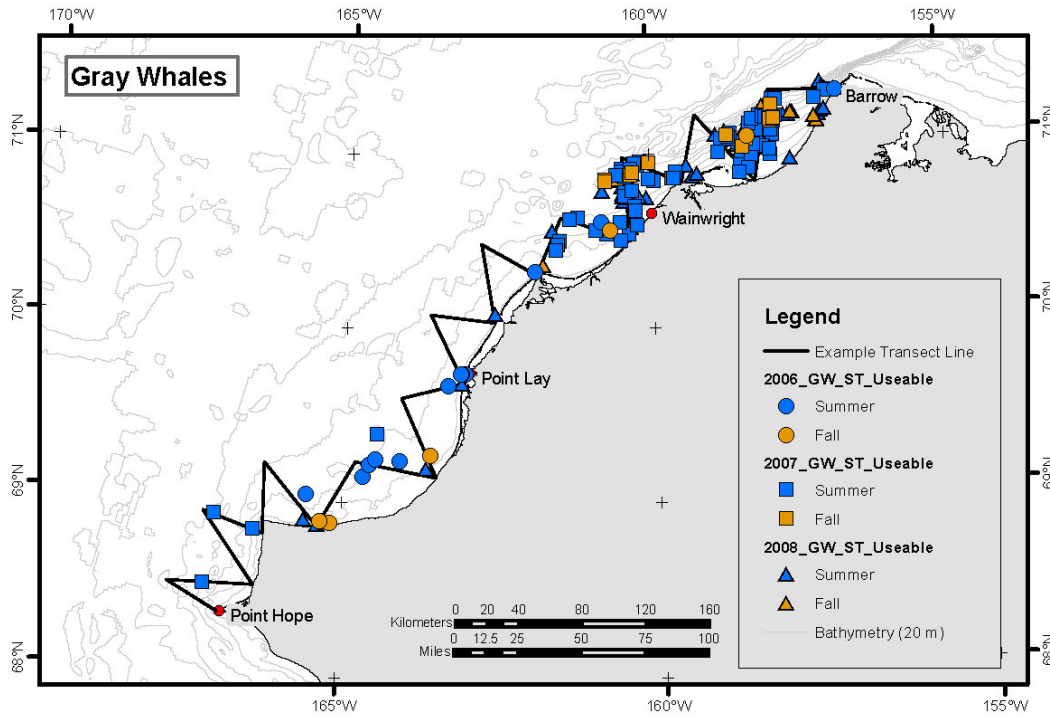 170°W 165°W 160°W 155°W
Gray Whales
Barrow
71°N 71°N
Wainwright
70°N 70°N
Legend
Example Transect Line
2006_GW_ST_Useable
Summer
Fall
2007_GW_ST_Useable
Summer
Fall
2008_GW_ST_Useable
Summer
Fall
Bathymetry (20 m)
Point Lay
69°N 69°N
Point Hope
0 10 20 40 80 120 160
Kilometers
0 12.5 25 50 75 100
Miles
68°N 68°N
165°W 160°W 155°W